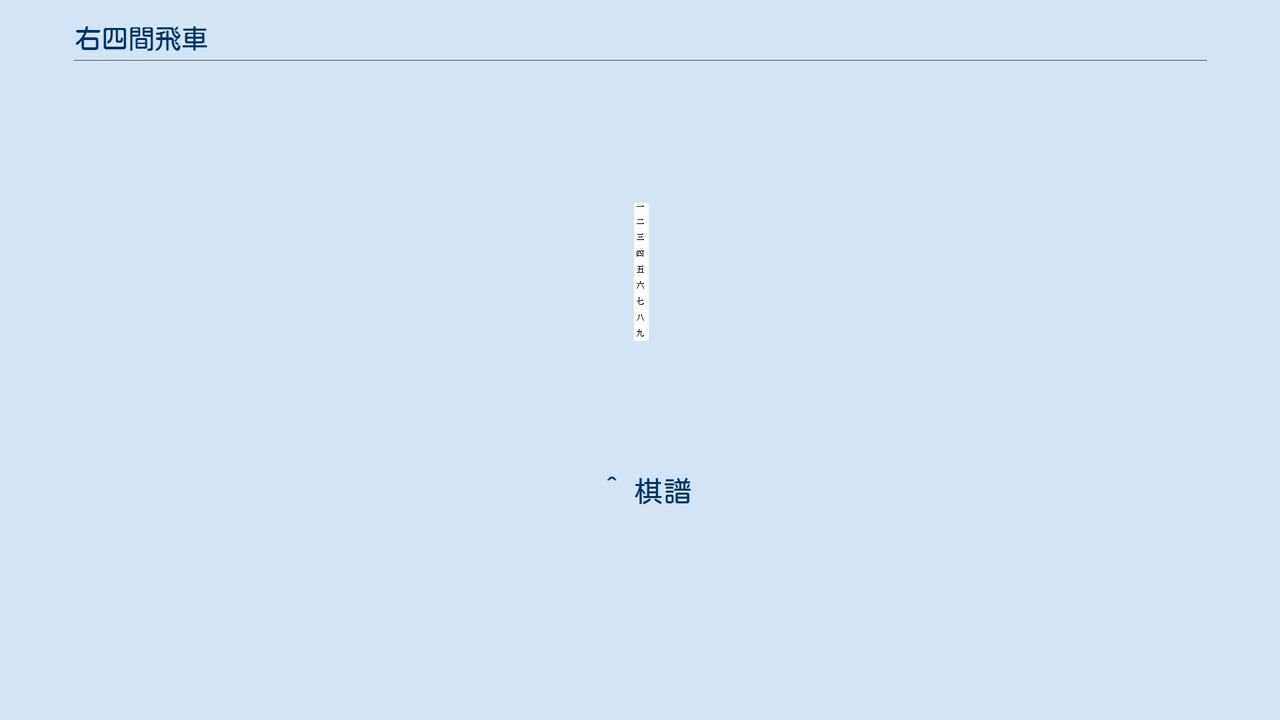 右四間飛車
一
二
三
四
五
六
七
八
九
^ 棋譜